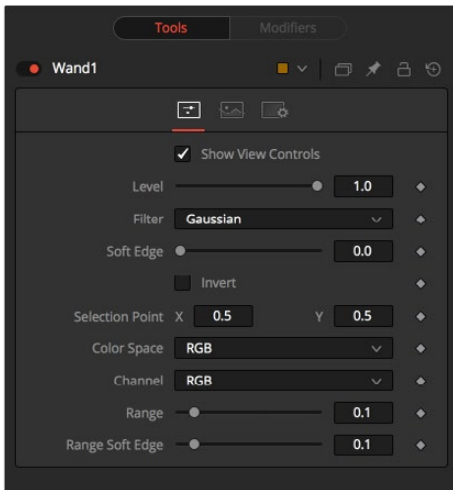 Tools Modifiers
Wand1
Show View Controls
Level 1.0
Filter Gaussian
Soft Edge 0.0
Invert
Selection Point X 0.5 Y 0.5
Color Space RGB
Channel RGB
Range 0.1
Range Soft Edge 0.1